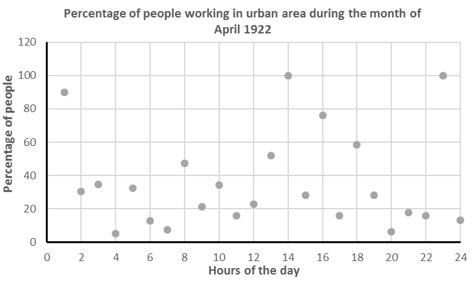 Percentage of people working in urban area during the month of
April 1922
120
100
80
60
40
20
0
Percentage of people
0 2 4 6 8 10 12 14 16 18 20 22 24
Hours of the day